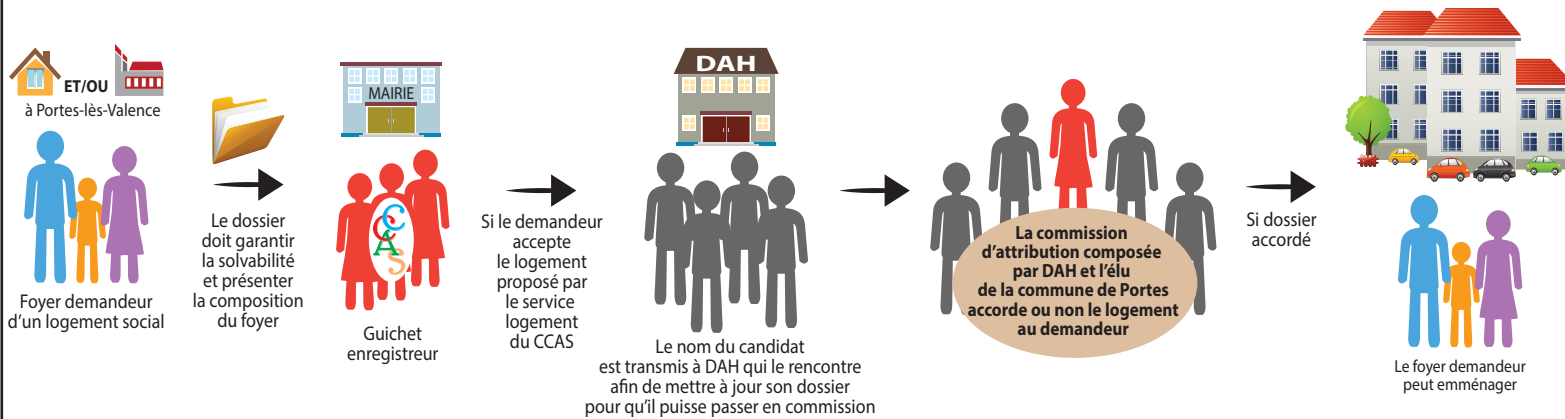 ET/OU
à Portes-lès-Valence
Foyer demandeur
d'un logement social
Le dossier
doit garantir
la solvabilité
et présenter
la composition
du foyer
MAIRIE
CCAS
Guichet
enregistreur
Si le demandeur
accepte
le logement
proposé par
le service
logement
du CCAS
DAH
Le nom du candidat
est transmis à DAH qui le rencontre
afin de mettre à jour son dossier
pour qu'il puisse passer en commission
La commission
d'attribution composée
par DAH et l'élu
de la commune de Portes
accorde ou non le logement
au demandeur
Si dossier
accordé
Le foyer demandeur
peut emménager